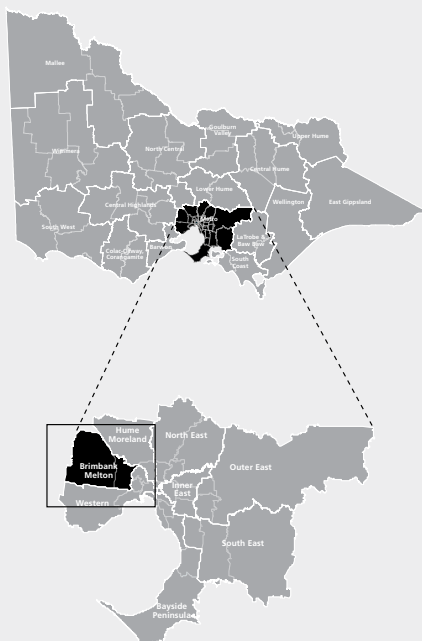 Mallee
Wimmera
North Central
Goulburn
Valley
Upper Hume
Central Hume
Lower Hume
Central Highlands
Metro
Wellington
East Gippsland
South West
Colac-Otway
Corangamite
Barwon
LaTrobe &
Baw Baw
South
Coast
Hume
Moreland
North East
Brimbank
Melton
Inner
East
Outer East
Western
South East
Bayside
Peninsula